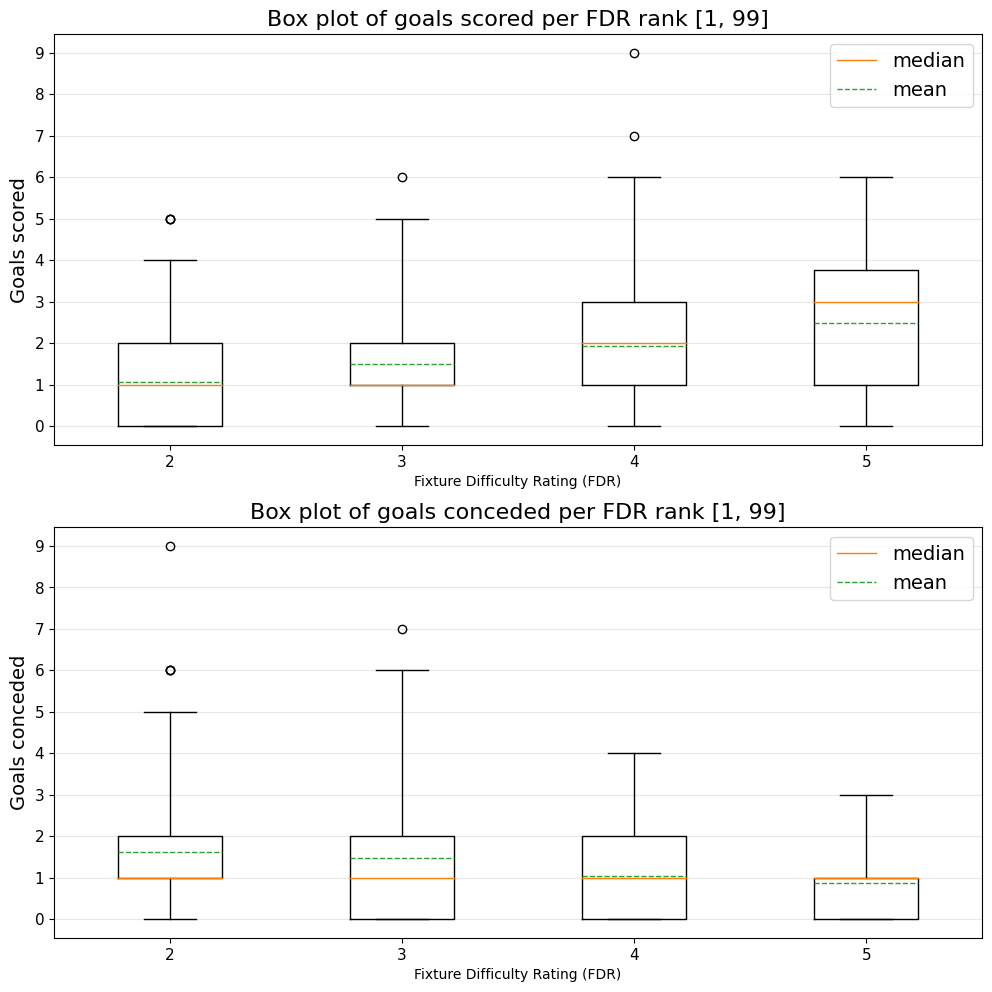 Box plot of goals scored per FDR rank [1, 99]
9
8
7
6
5
4
3
2
1
0
Goals scored
median
mean
2 3 4 5
Fixture Difficulty Rating (FDR)
Box plot of goals conceded per FDR rank [1, 99]
9
8
7
6
5
4
3
2
1
0
Goals conceded
median
mean
2 3 4 5
Fixture Difficulty Rating (FDR)